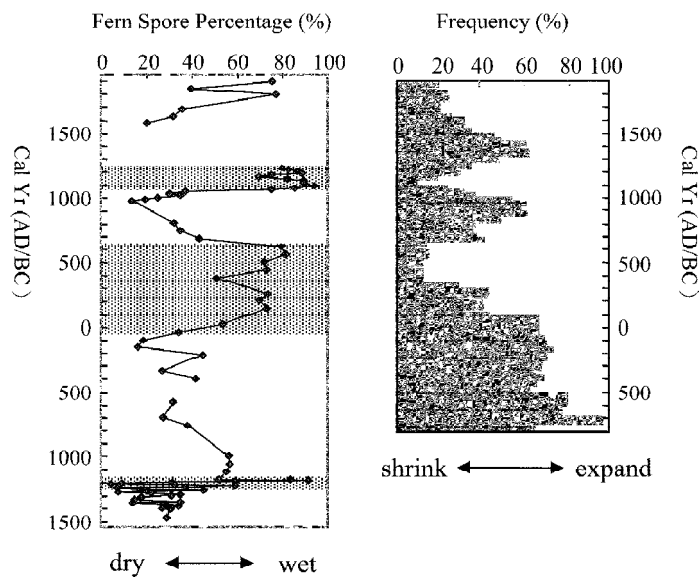 Fern Spore Percentage (%)
0 20 40 60 80 100
Cal Yr (AD/BC)
1500
1000
500
0
500
1000
1500
dry wet
Frequency (%)
0 20 40 60 80 100
1500
1000
500
0
500
Cal Yr (AD/BC)
shrink expand